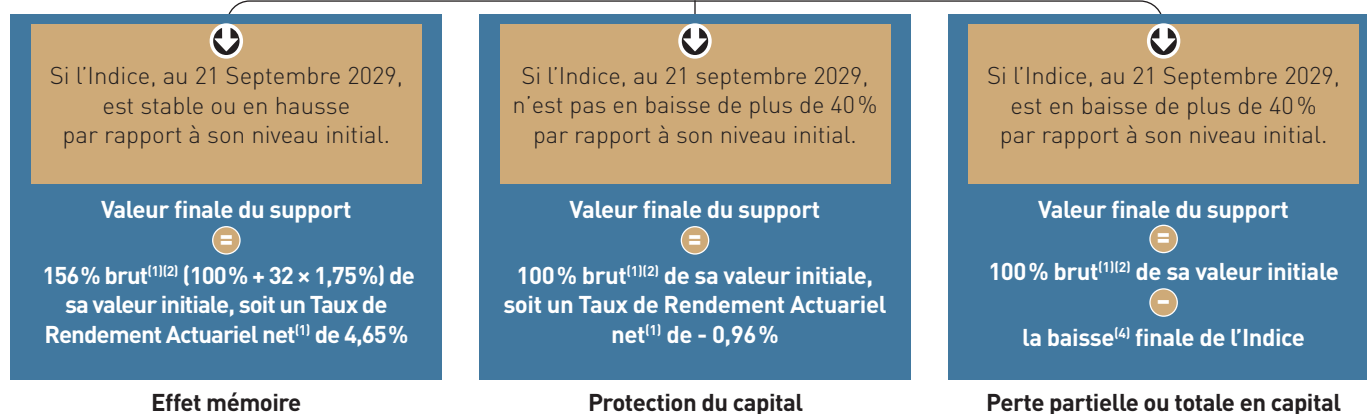 Si l'Indice, au 21 Septembre 2029,
est stable ou en hausse
par rapport à son niveau initial.
Valeur finale du support
=
156 % brut(1)(2) (100 % + 32 × 1,75 %) de
sa valeur initiale, soit un Taux de
Rendement Actuariel net(1) de 4,65 %
Effet mémoire
Si l'Indice, au 21 septembre 2029,
n'est pas en baisse de plus de 40 %
par rapport à son niveau initial.
Valeur finale du support
=
100 % brut(1)(2) de sa valeur initiale,
soit un Taux de Rendement Actuariel
net(1) de - 0,96 %
Protection du capital
Si l'Indice, au 21 Septembre 2029,
est en baisse de plus de 40 %
par rapport à son niveau initial.
Valeur finale du support
=
100 % brut(1)(2) de sa valeur initiale
−
la baisse(4) finale de l'Indice
Perte partielle ou totale en capital